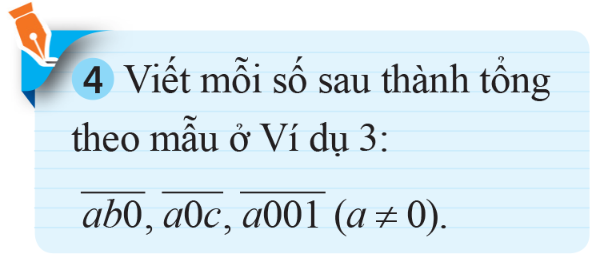 4 Viết mỗi số sau thành tổng
theo mẫu ở Ví dụ 3:
$\overline{ab0}$, $\overline{a0c}$, $\overline{a001}$ (a ≠ 0).